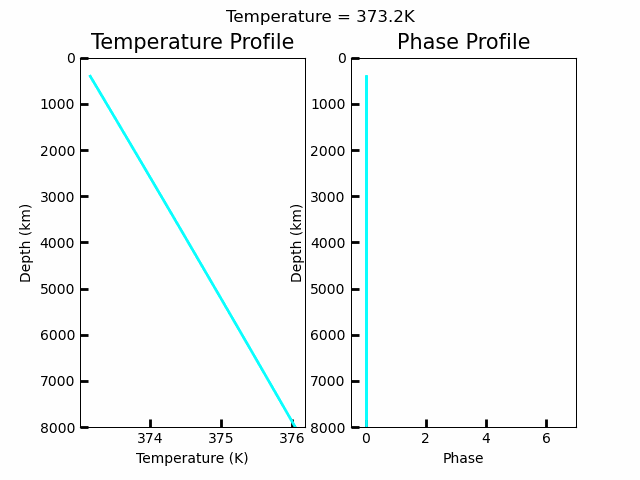 Temperature = 373.2K
Temperature Profile
0
1000
2000
3000
4000
5000
6000
7000
8000
Depth (km)
374 375 376
Temperature (K)
Phase Profile
0
1000
2000
3000
4000
5000
6000
7000
8000
Depth (km)
0 2 4 6
Phase